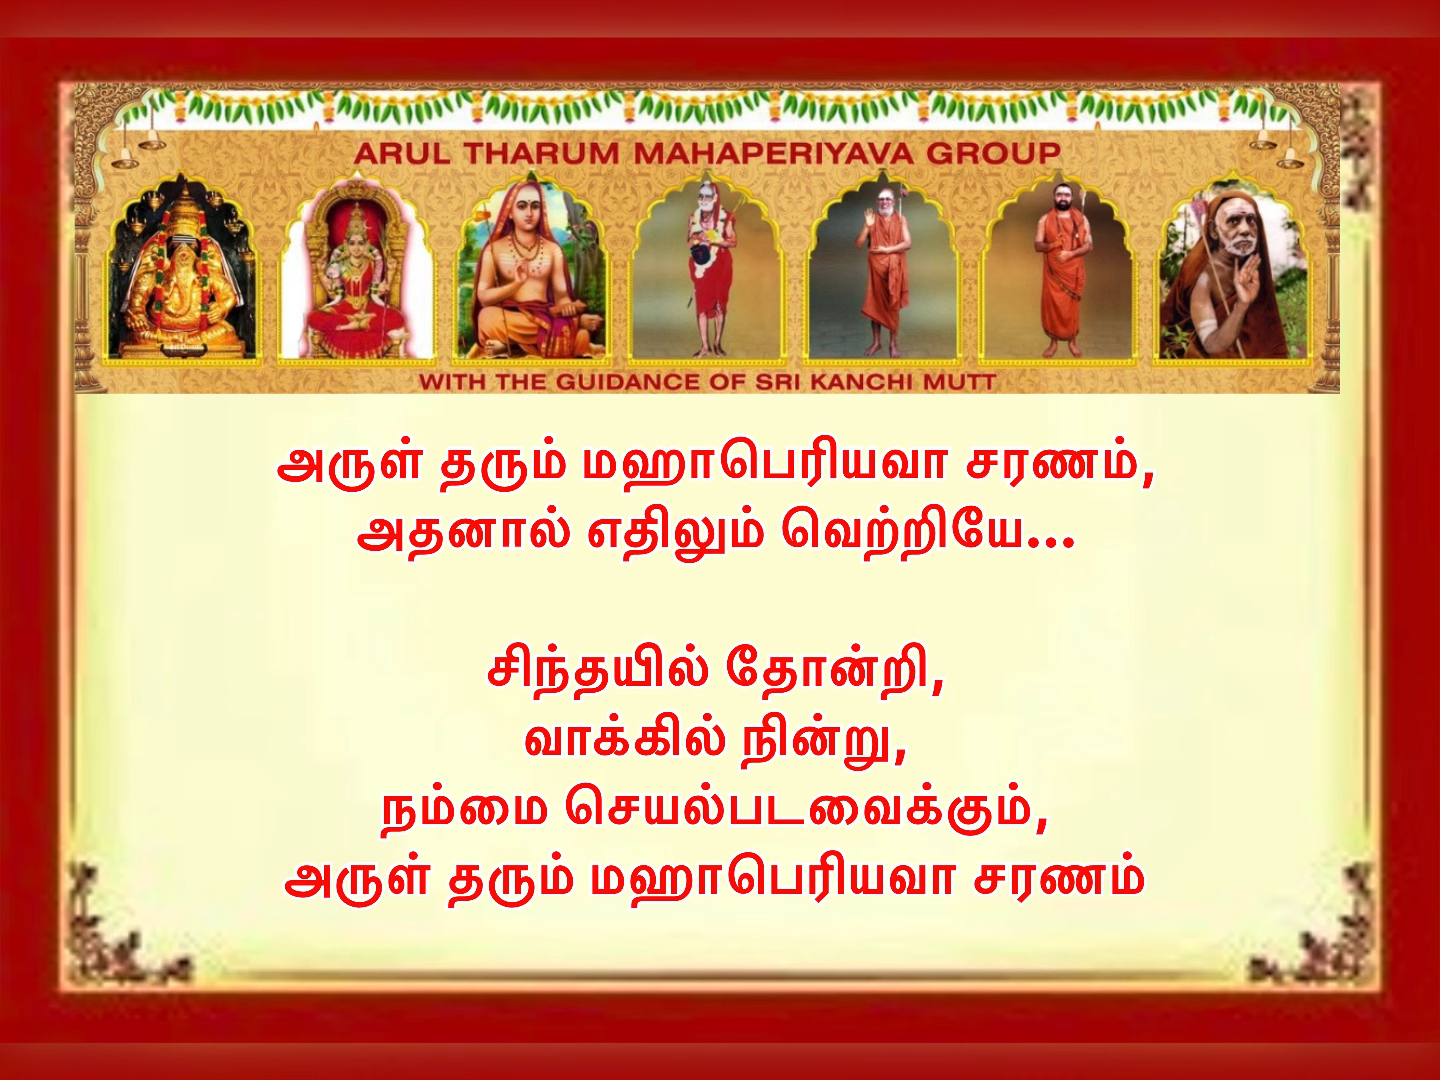 ARUL THARUM MAHAPERIYAVA GROUP
WITH THE GUIDANCE OF SRI KANCHI MUTT
அருள் தரும் மஹாபெரியவா சரணம்,
அதனால் எதிலும் வெற்றியே...
சிந்தயில் தோன்றி,
வாக்கில் நின்று,
நம்மை செயல்படவைக்கும்,
அருள் தரும் மஹாபெரியவா சரணம்